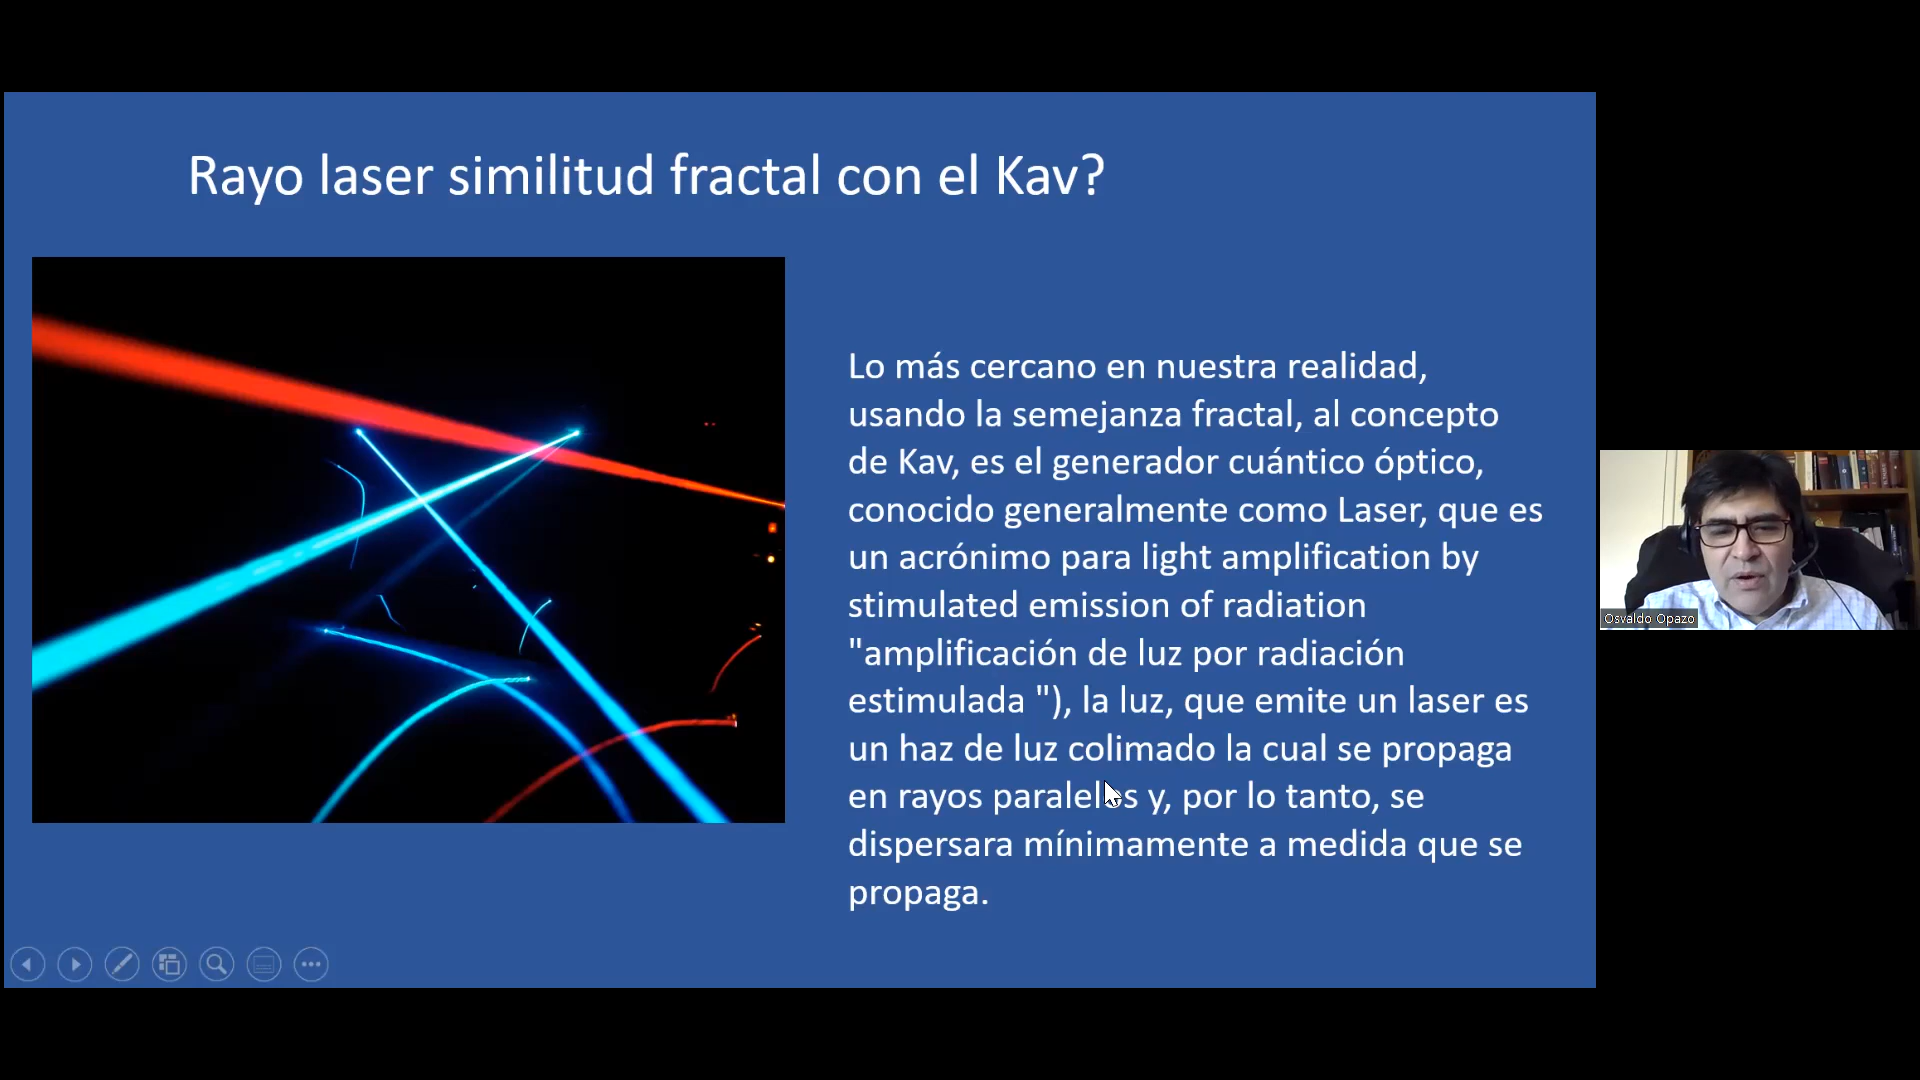 Rayo laser similitud fractal con el Kav?
Lo más cercano en nuestra realidad,
usando la semejanza fractal, al concepto
de Kav, es el generador cuántico óptico,
conocido generalmente como Laser, que es
un acrónimo para light amplification by
stimulated emission of radiation
"amplificación de luz por radiación
estimulada "), la luz, que emite un laser es
un haz de luz colimado la cual se propaga
en rayos paralelos y, por lo tanto, se
dispersara mínimamente a medida que se
propaga.
Osvaldo Opazo